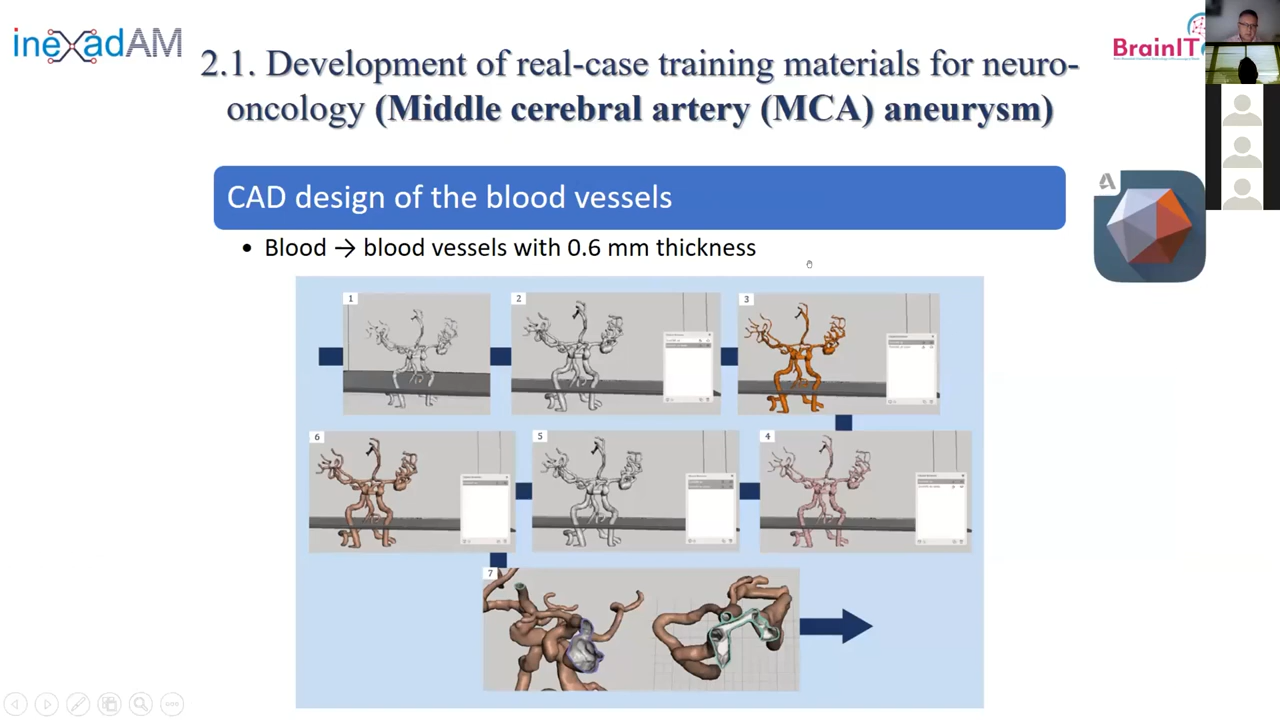 inexadAM
2.1. Development of real-case training materials for neuro-
oncology (Middle cerebral artery (MCA) aneurysm)
BrainIT
CAD design of the blood vessels
• Blood → blood vessels with 0.6 mm thickness
1
2
3
6
5
4
7